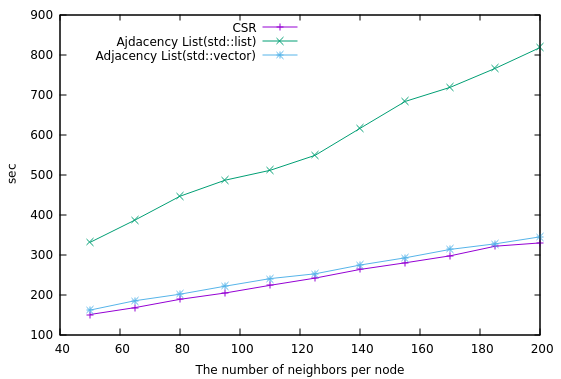 900
800
700
600
500
400
300
200
100
sec
CSR
Ajdacency List(std::list)
Adjacency List(std::vector)
40 60 80 100 120 140 160 180 200
The number of neighbors per node